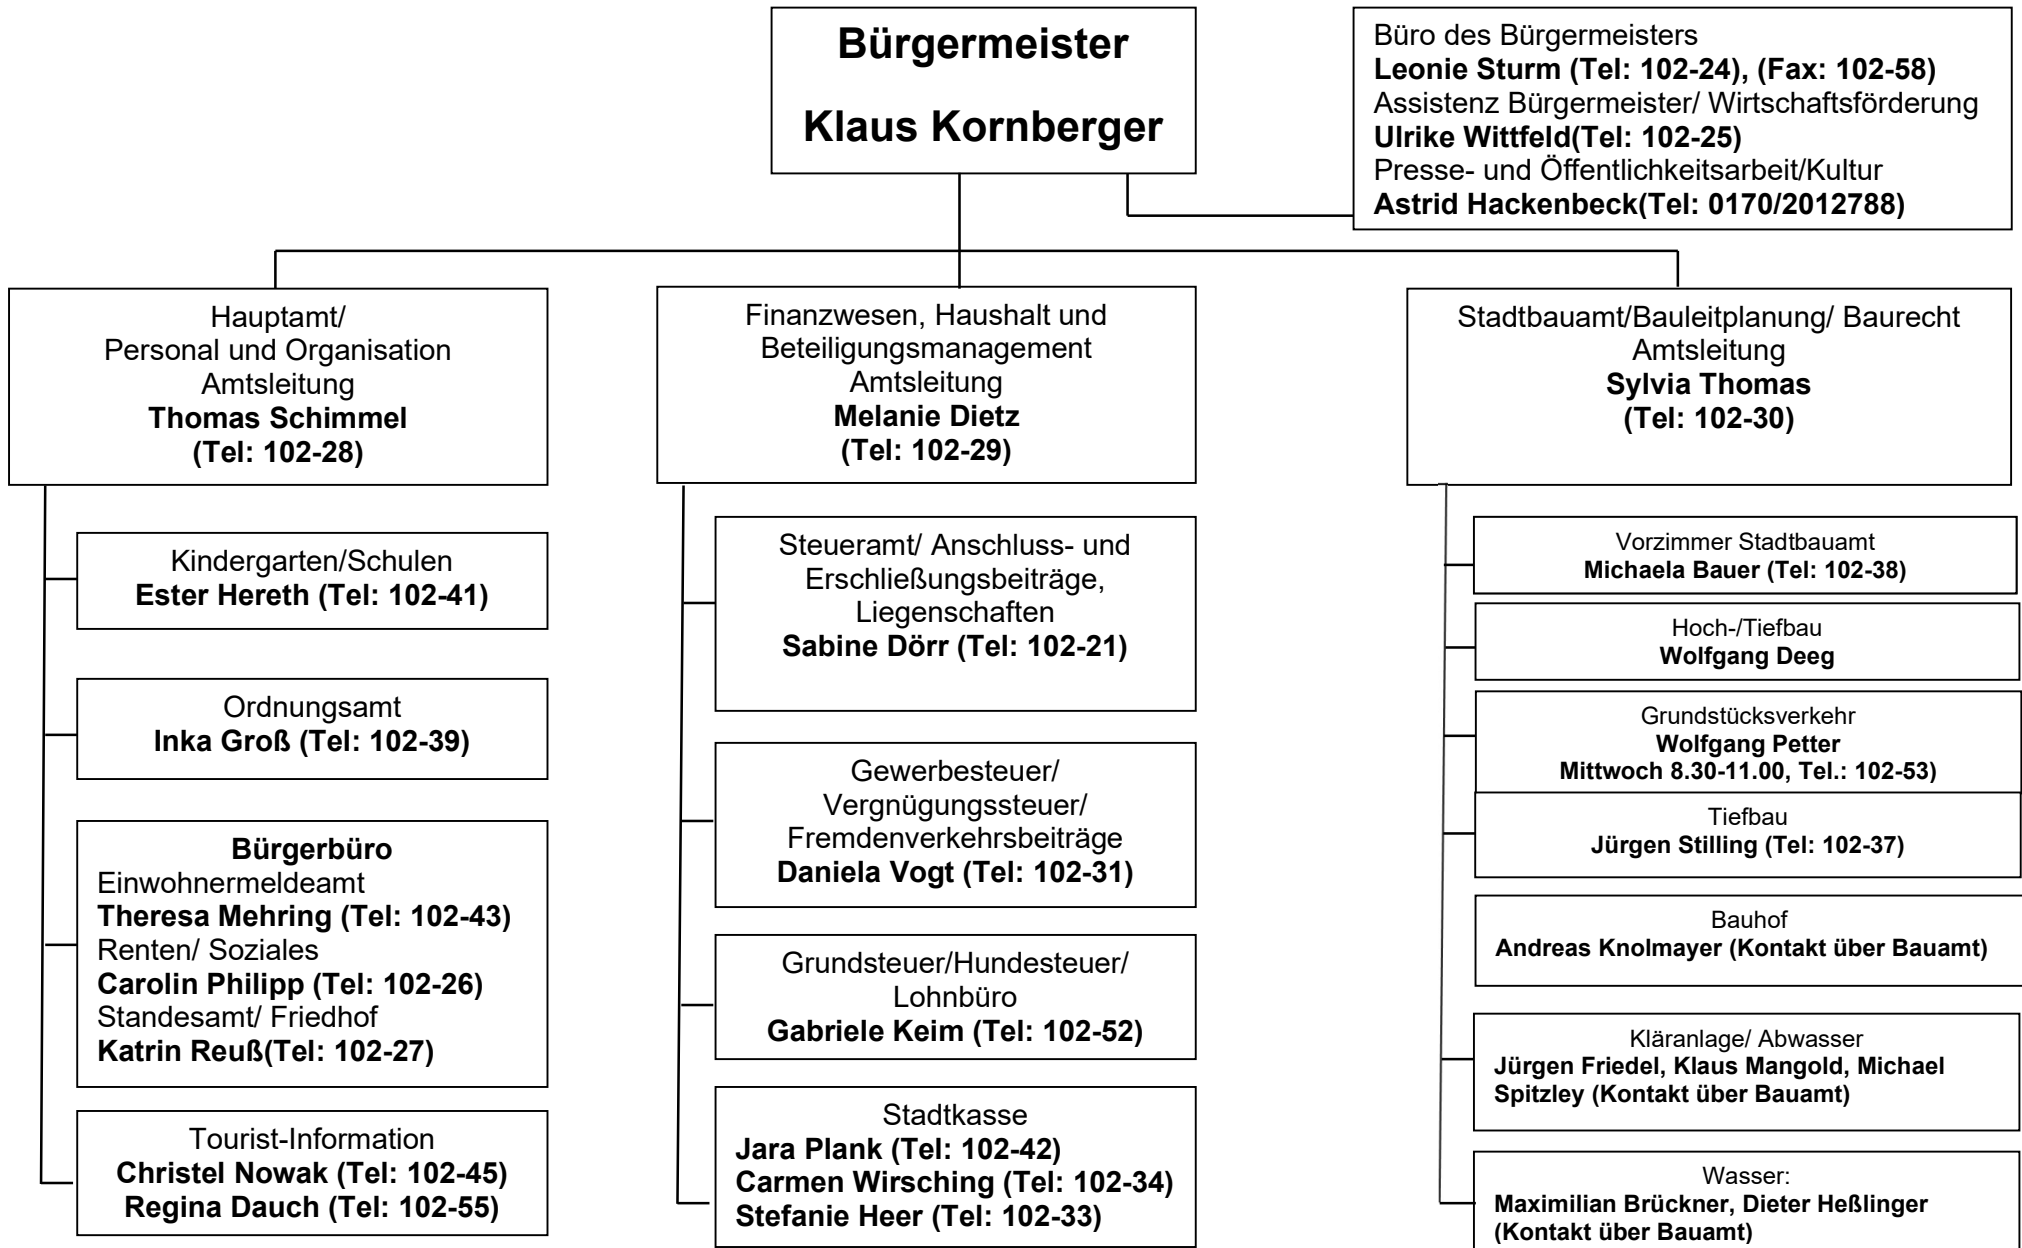 Bürgermeister
Klaus Kornberger
Büro des Bürgermeisters
Leonie Sturm (Tel: 102-24), (Fax: 102-58)
Assistenz Bürgermeister/ Wirtschaftsförderung
Ulrike Wittfeld(Tel: 102-25)
Presse- und Öffentlichkeitsarbeit/Kultur
Astrid Hackenbeck(Tel: 0170/2012788)
Hauptamt/
Personal und Organisation
Amtsleitung
Thomas Schimmel
(Tel: 102-28)
Kindergarten/Schulen
Ester Hereth (Tel: 102-41)
Ordnungsamt
Inka Groß (Tel: 102-39)
Bürgerbüro
Einwohnermeldeamt
Theresa Mehring (Tel: 102-43)
Renten/ Soziales
Carolin Philipp (Tel: 102-26)
Standesamt/ Friedhof
Katrin Reuß(Tel: 102-27)
Tourist-Information
Christel Nowak (Tel: 102-45)
Regina Dauch (Tel: 102-55)
Finanzwesen, Haushalt und
Beteiligungsmanagement
Amtsleitung
Melanie Dietz
(Tel: 102-29)
Steueramt/ Anschluss- und
Erschließungsbeiträge,
Liegenschaften
Sabine Dörr (Tel: 102-21)
Gewerbesteuer/
Vergnügungssteuer/
Fremdenverkehrsbeiträge
Daniela Vogt (Tel: 102-31)
Grundsteuer/Hundesteuer/
Lohnbüro
Gabriele Keim (Tel: 102-52)
Stadtkasse
Jara Plank (Tel: 102-42)
Carmen Wirsching (Tel: 102-34)
Stefanie Heer (Tel: 102-33)
Stadtbauamt/Bauleitplanung/ Baurecht
Amtsleitung
Sylvia Thomas
(Tel: 102-30)
Vorzimmer Stadtbauamt
Michaela Bauer (Tel: 102-38)
Hoch-/Tiefbau
Wolfgang Deeg
Grundstücksverkehr
Wolfgang Petter
Mittwoch 8.30-11.00, Tel.: 102-53)
Tiefbau
Jürgen Stilling (Tel: 102-37)
Bauhof
Andreas Knolmayer (Kontakt über Bauamt)
Kläranlage/ Abwasser
Jürgen Friedel, Klaus Mangold, Michael
Spitzley (Kontakt über Bauamt)
Wasser:
Maximilian Brückner, Dieter Heßlinger
(Kontakt über Bauamt)